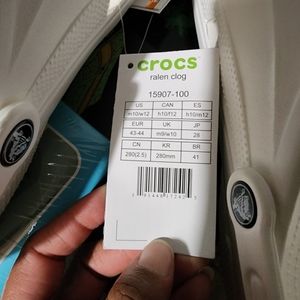 crocs™
ralen clog
15907-100
US CAN ES
m10/w12 h10/f12 h10/m12
EUR UK JP
43-44 m9/w10 28
CN KR BR
280(2.5) 280mm 41